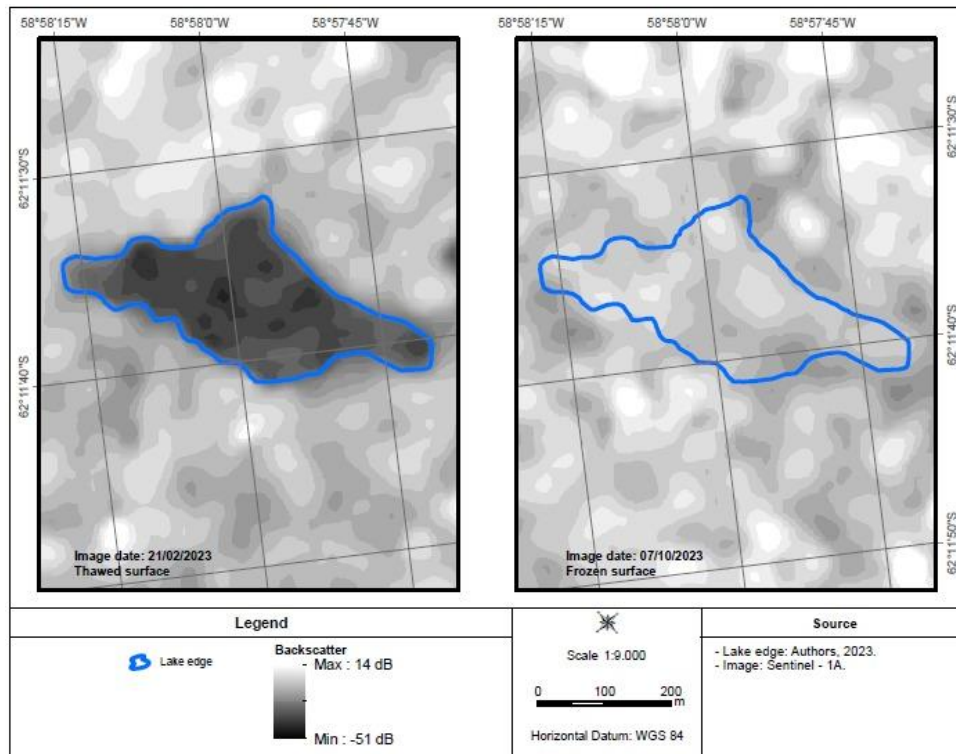 58°58'15"W 58°58'0"W 58°57'45"W 58°58'15"W 58°58'0"W 58°57'45"W
62°11'30"S
62°11'40"S
62°11'30"S
62°11'40"S
62°11'50"S
Image date: 21/02/2023
Thawed surface
Image date: 07/10/2023
Frozen surface
Legend
Lake edge
Backscatter
Max : 14 dB
Min : -51 dB
Scale 1:9.000
0 100 200
m
Horizontal Datum: WGS 84
Source
- Lake edge: Authors, 2023.
- Image: Sentinel - 1A.